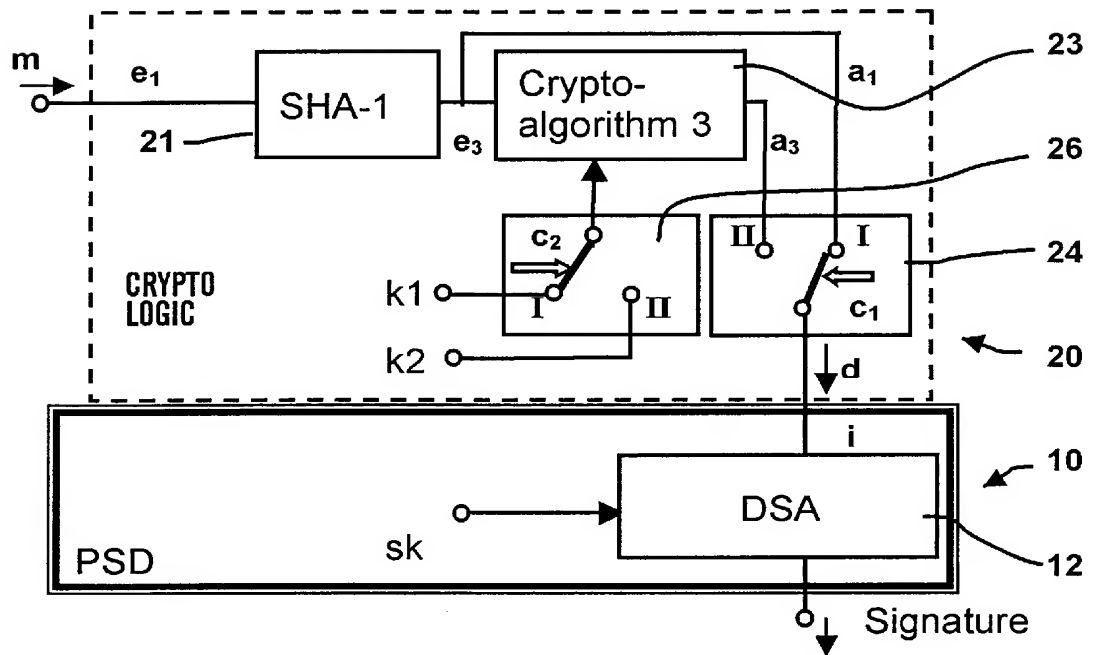 m
e₁
SHA-1
21
e₃
Crypto-
algorithm 3
a₃
a₁
23
26
24
c₂
I
II
k1
k2
II
I
c₁
CRYPTO
LOGIC
20
d
i
10
DSA
sk
PSD
12
Signature